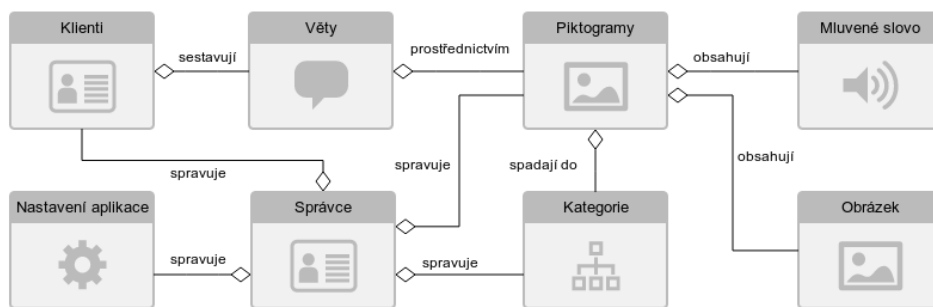 Klienti
Věty
Piktogramy
Mluvené slovo
sestavují
prostřednictvím
obsahují
spravuje
spravuje
spadají do
obsahují
Nastavení aplikace
Správce
Kategorie
Obrázek
spravuje
spravuje